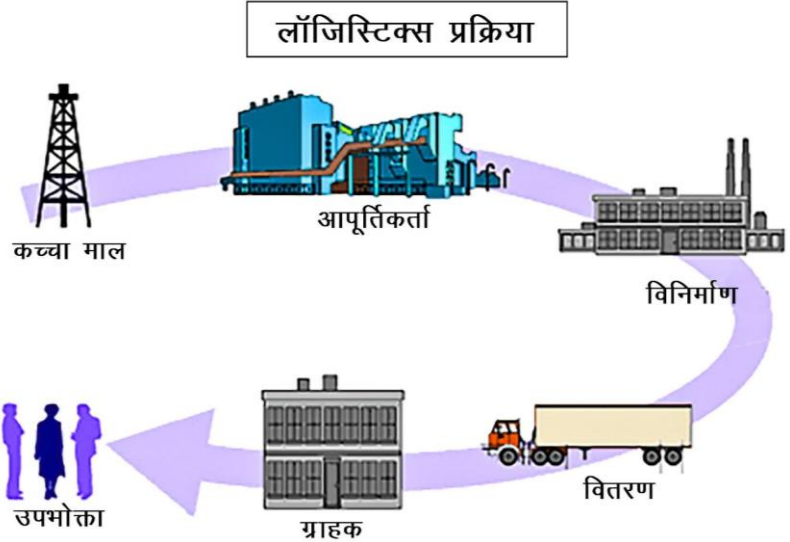 लॉजिस्टिक्स प्रक्रिया
कच्चा माल
आपूर्तिकर्ता
विनिर्माण
वितरण
ग्राहक
उपभोक्ता